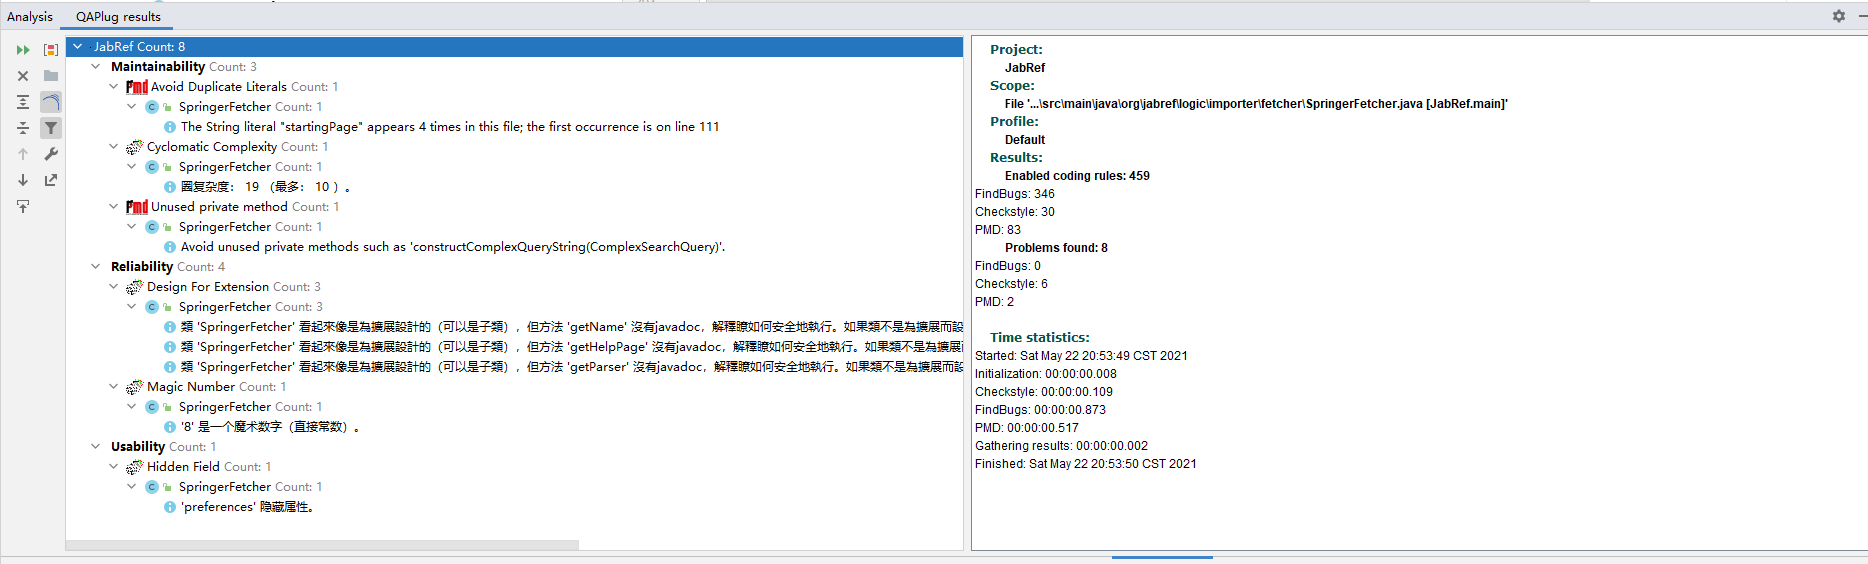 Analysis QAPlug results
JabRef Count: 8
Maintainability Count: 3
pmd Avoid Duplicate Literals Count: 1
C SpringerFetcher Count: 1
The String literal "startingPage" appears 4 times in this file; the first occurrence is on line 111
Cyclomatic Complexity Count: 1
C SpringerFetcher Count: 1
圈复杂度： 19 （最多： 10 ）。
pmd Unused private method Count: 1
C SpringerFetcher Count: 1
Avoid unused private methods such as 'constructComplexQueryString(ComplexSearchQuery)'.
Reliability Count: 4
Design For Extension Count: 3
C SpringerFetcher Count: 3
類 'SpringerFetcher' 看起來像是為擴展設計的（可以是子類），但方法 'getName' 沒有javadoc，解釋瞭如何安全地執行。如果類不是為擴展而設
類 'SpringerFetcher' 看起來像是為擴展設計的（可以是子類），但方法 'getHelpPage' 沒有javadoc，解釋瞭如何安全地執行。如果類不是為擴展
類 'SpringerFetcher' 看起來像是為擴展設計的（可以是子類），但方法 'getParser' 沒有javadoc，解釋瞭如何安全地執行。如果類不是為擴展而設
Magic Number Count: 1
C SpringerFetcher Count: 1
'8' 是一个魔术数字（直接常数）。
Usability Count: 1
Hidden Field Count: 1
C SpringerFetcher Count: 1
'preferences' 隐藏属性。
Project:
JabRef
Scope:
File '...\src\main\java\org\jabref\logic\importer\fetcher\SpringerFetcher.java [JabRef.main]'
Profile:
Default
Results:
Enabled coding rules: 459
FindBugs: 346
Checkstyle: 30
PMD: 83
Problems found: 8
FindBugs: 0
Checkstyle: 6
PMD: 2
Time statistics:
Started: Sat May 22 20:53:49 CST 2021
Initialization: 00:00:00.008
Checkstyle: 00:00:00.109
FindBugs: 00:00:00.873
PMD: 00:00:00.517
Gathering results: 00:00:00.002
Finished: Sat May 22 20:53:50 CST 2021